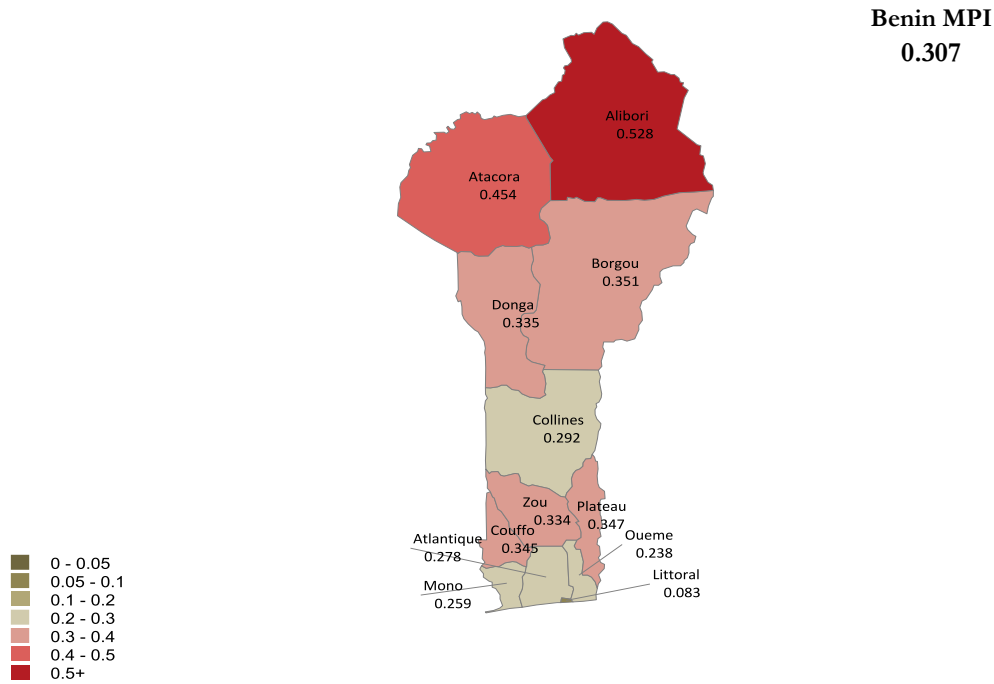 Benin MPI
0.307
Alibori
0.528
Atacora
0.454
Borgou
0.351
Donga
0.335
Collines
0.292
Zou
0.334
Plateau
0.347
Couffo
0.345
Atlantique
0.278
Oueme
0.238
Mono
0.259
Littoral
0.083
0 - 0.05
0.05 - 0.1
0.1 - 0.2
0.2 - 0.3
0.3 - 0.4
0.4 - 0.5
0.5+